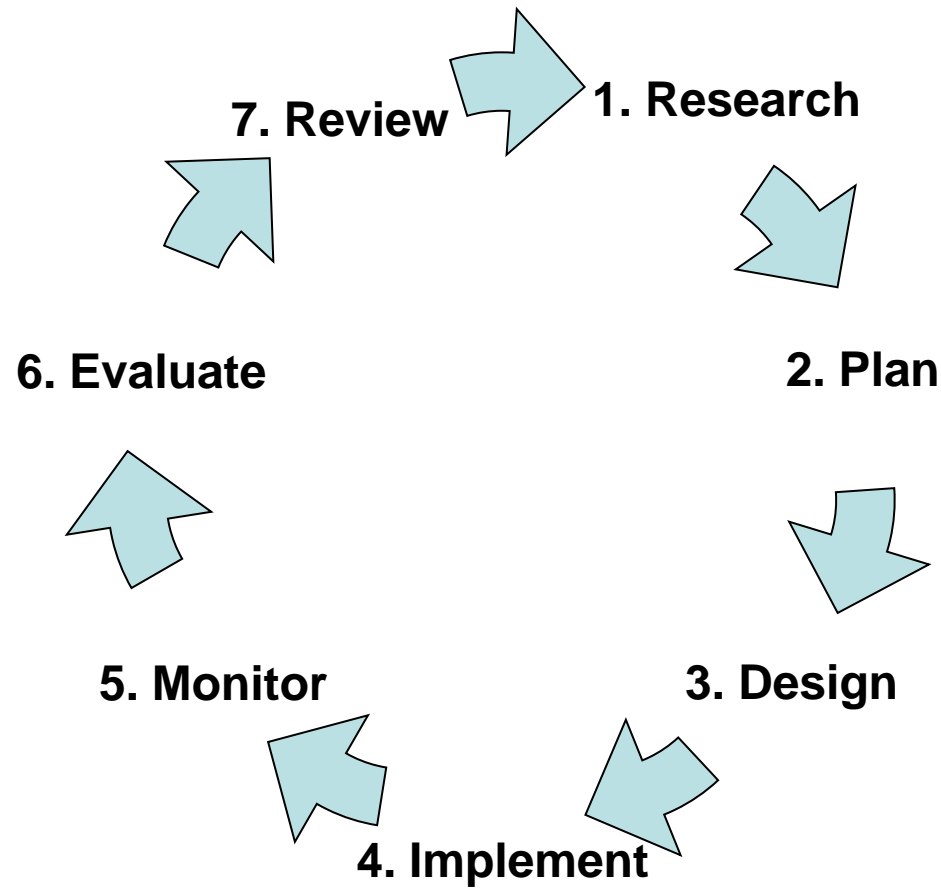 1. Research
2. Plan
3. Design
4. Implement
5. Monitor
6. Evaluate
7. Review